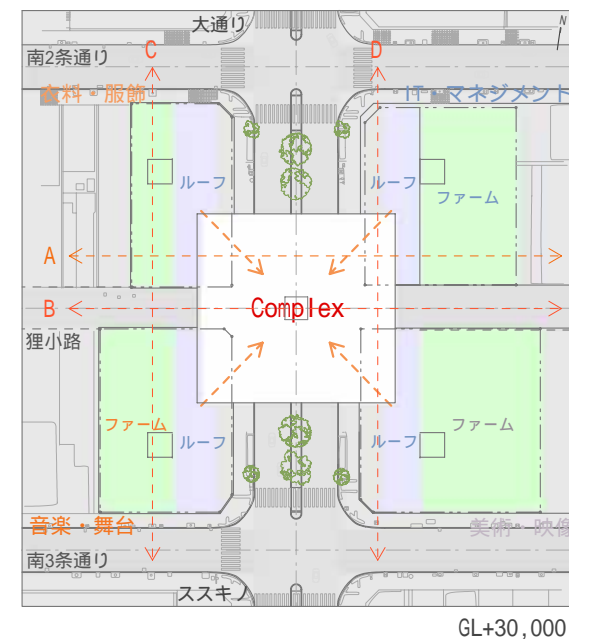 大通り
N
南2条通り
C
D
衣料・服飾
IT・マネジメント
ルーフ
ルーフ
ファーム
A
B
Complex
狸小路
ファーム
ルーフ
ルーフ
ファーム
音楽・舞台
美術・映像
南3条通り
ススキノ
GL+30,000